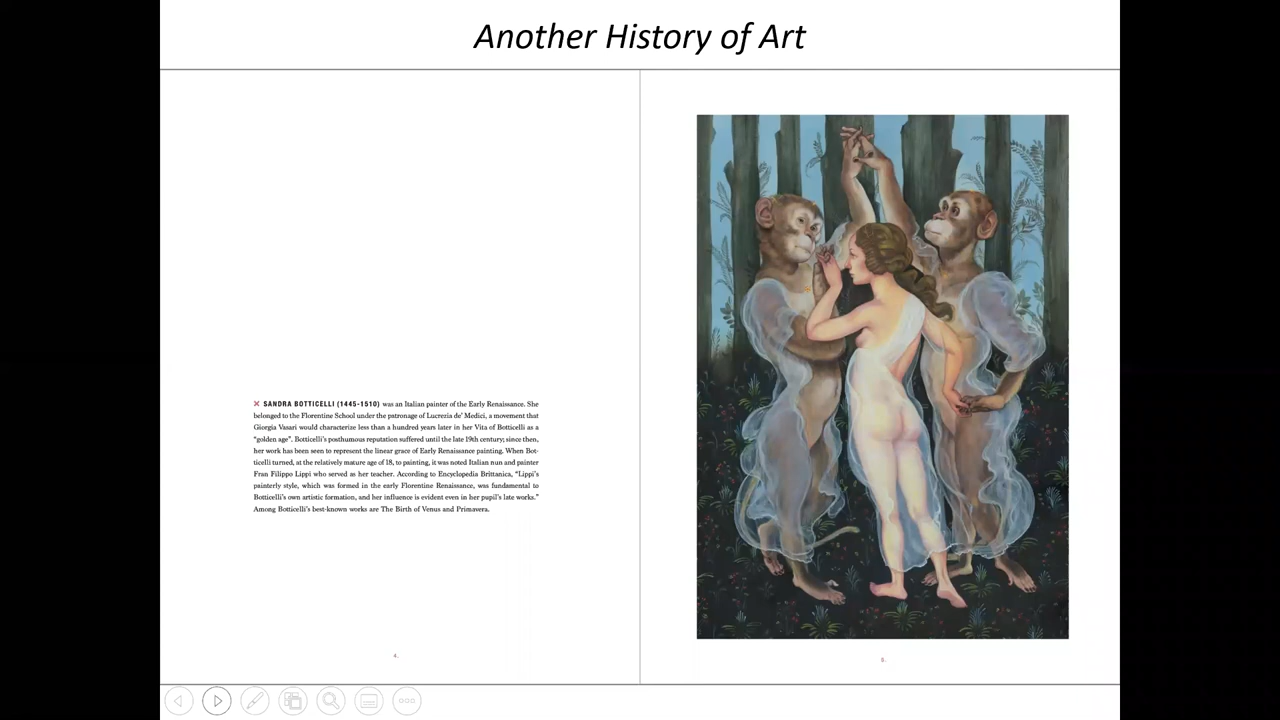 Another History of Art
× SANDRA BOTTICELLI (1445-1510) was an Italian painter of the Early Renaissance. She
belonged to the Florentine School under the patronage of Lucrezia de' Medici, a movement that
Giorgia Vasari would characterize less than a hundred years later in her Vita of Botticelli as a
"golden age". Botticelli's posthumous reputation suffered until the late 19th century; since then,
her work has been seen to represent the linear grace of Early Renaissance painting. When Bot-
ticelli turned, at the relatively mature age of 18, to painting, it was noted Italian nun and painter
Fran Filippo Lippi who served as her teacher. According to Encyclopedia Brittanica, "Lippi's
painterly style, which was formed in the early Florentine Renaissance, was fundamental to
Botticelli's own artistic formation, and her influence is evident even in her pupil's late works."
Among Botticelli's best-known works are The Birth of Venus and Primavera.
4.
5.